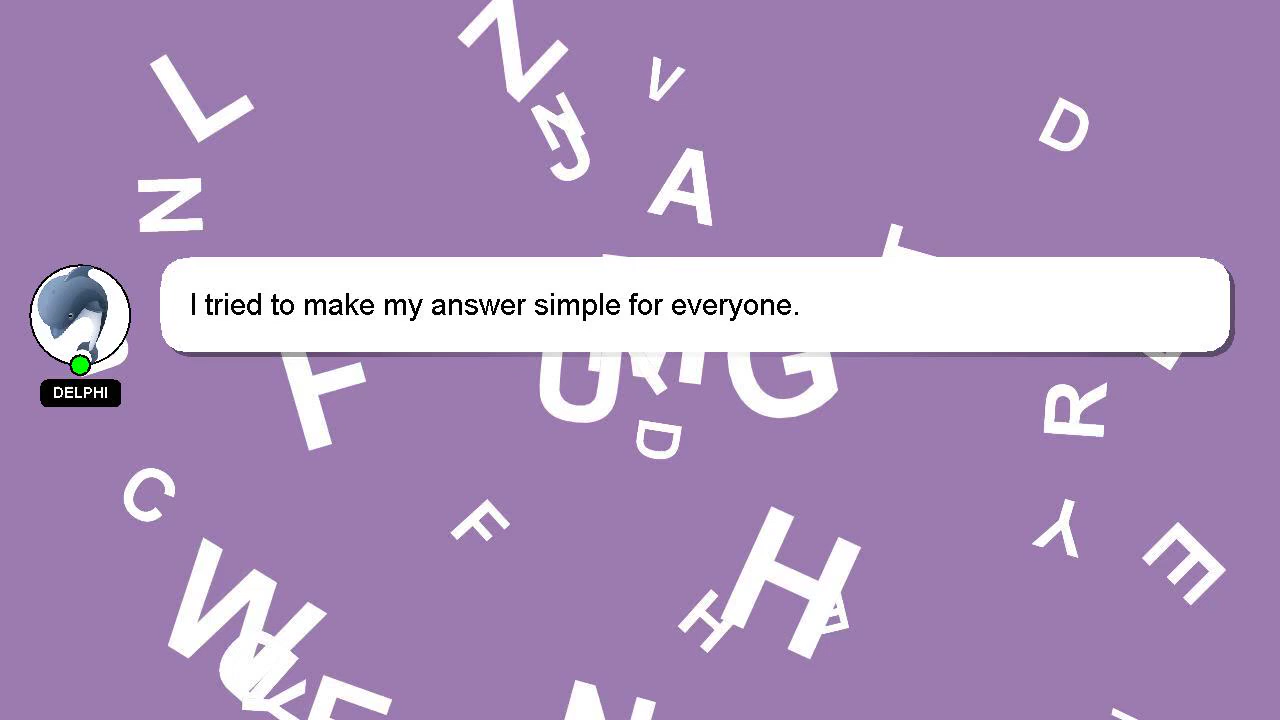 L
N
V
D
N
J
A
N
I tried to make my answer simple for everyone.
DELPHI
F
U
G
R
D
C
F
Y
E
H
H
W
N